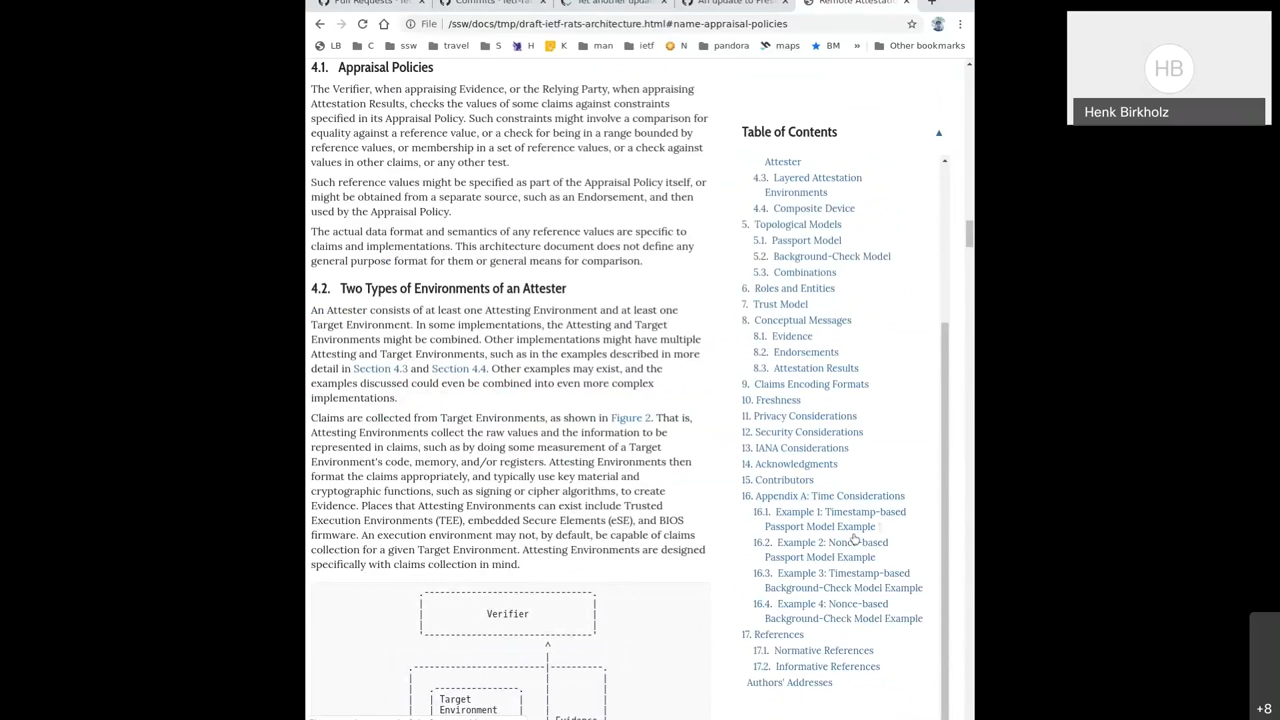 Pull Requests · ietf-
Commits · ietf-rats-
Yet another update
An update to Fresh
Remote Attestation
File | /ssw/docs/tmp/draft-ietf-rats-architecture.html#name-appraisal-policies
LB C ssw travel S H K man ietf N pandora maps BM » Other bookmarks
4.1. Appraisal Policies
The Verifier, when appraising Evidence, or the Relying Party, when appraising
Attestation Results, checks the values of some claims against constraints
specified in its Appraisal Policy. Such constraints might involve a comparison for
equality against a reference value, or a check for being in a range bounded by
reference values, or membership in a set of reference values, or a check against
values in other claims, or any other test.
Such reference values might be specified as part of the Appraisal Policy itself, or
might be obtained from a separate source, such as an Endorsement, and then
used by the Appraisal Policy.
The actual data format and semantics of any reference values are specific to
claims and implementations. This architecture document does not define any
general purpose format for them or general means for comparison.
4.2. Two Types of Environments of an Attester
An Attester consists of at least one Attesting Environment and at least one
Target Environment. In some implementations, the Attesting and Target
Environments might be combined. Other implementations might have multiple
Attesting and Target Environments, such as in the examples described in more
detail in Section 4.3 and Section 4.4. Other examples may exist, and the
examples discussed could even be combined into even more complex
implementations.
Claims are collected from Target Environments, as shown in Figure 2. That is,
Attesting Environments collect the raw values and the information to be
represented in claims, such as by doing some measurement of a Target
Environment's code, memory, and/or registers. Attesting Environments then
format the claims appropriately, and typically use key material and
cryptographic functions, such as signing or cipher algorithms, to create
Evidence. Places that Attesting Environments can exist include Trusted
Execution Environments (TEE), embedded Secure Elements (eSE), and BIOS
firmware. An execution environment may not, by default, be capable of claims
collection for a given Target Environment. Attesting Environments are designed
specifically with claims collection in mind.
Verifier
Target
Environment
Evidence
Table of Contents
Attester
4.3. Layered Attestation
Environments
4.4. Composite Device
5. Topological Models
5.1. Passport Model
5.2. Background-Check Model
5.3. Combinations
6. Roles and Entities
7. Trust Model
8. Conceptual Messages
8.1. Evidence
8.2. Endorsements
8.3. Attestation Results
9. Claims Encoding Formats
10. Freshness
11. Privacy Considerations
12. Security Considerations
13. IANA Considerations
14. Acknowledgments
15. Contributors
16. Appendix A: Time Considerations
16.1. Example 1: Timestamp-based
Passport Model Example
16.2. Example 2: Nonce-based
Passport Model Example
16.3. Example 3: Timestamp-based
Background-Check Model Example
16.4. Example 4: Nonce-based
Background-Check Model Example
17. References
17.1. Normative References
17.2. Informative References
Authors' Addresses
HB
Henk Birkholz
+8